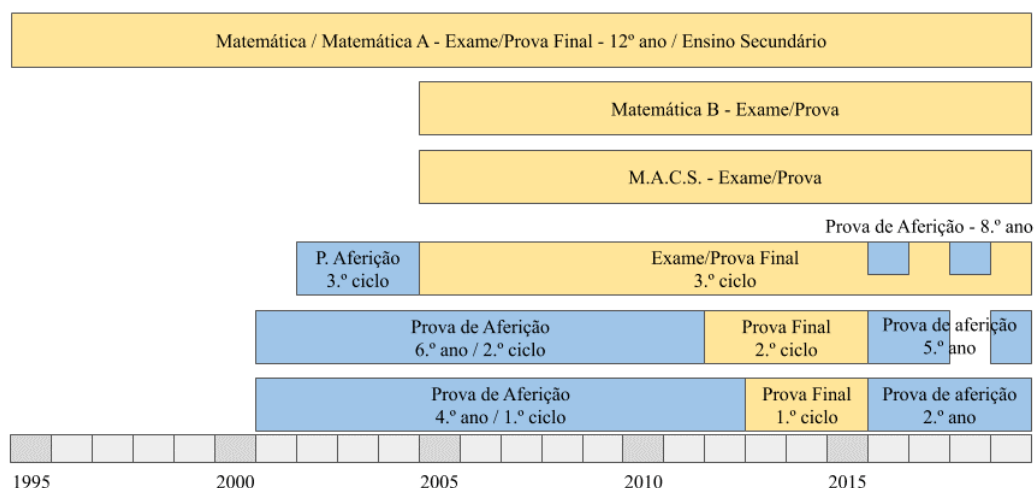 Matemática / Matemática A - Exame/Prova Final - 12º ano / Ensino Secundário
Matemática B - Exame/Prova
M.A.C.S. - Exame/Prova
Prova de Aferição - 8.º ano
P. Aferição
3.º ciclo
Exame/Prova Final
3.º ciclo
Prova de Aferição
6.º ano / 2.º ciclo
Prova Final
2.º ciclo
Prova de aferição
5.º ano
Prova de Aferição
4.º ano / 1.º ciclo
Prova Final
1.º ciclo
Prova de aferição
2.º ano
1995 2000 2005 2010 2015